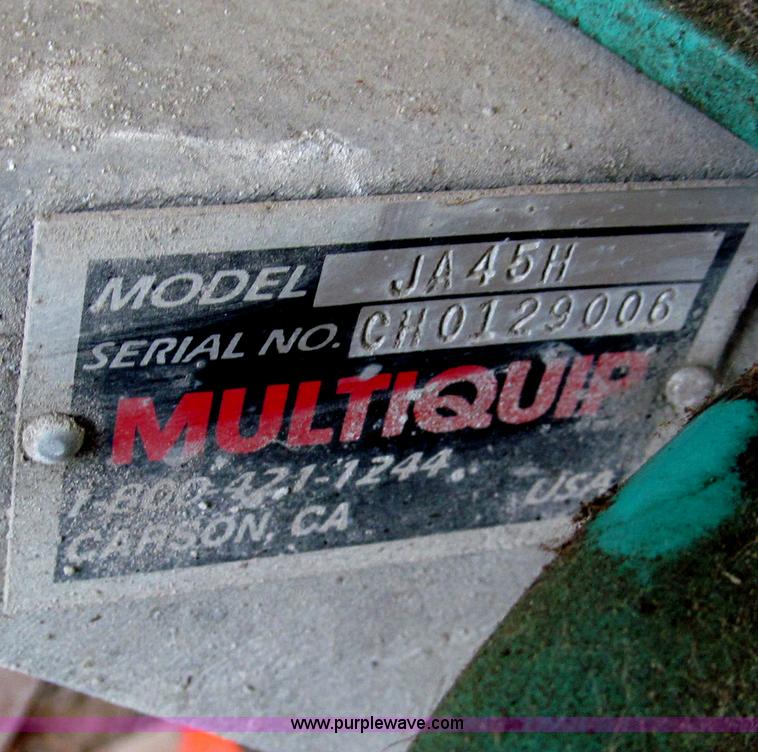 MODEL JA45H
SERIAL NO. CH0129006
MULTIQUIP
1-800-421-1244
CARSON, CA USA
www.purplewave.com